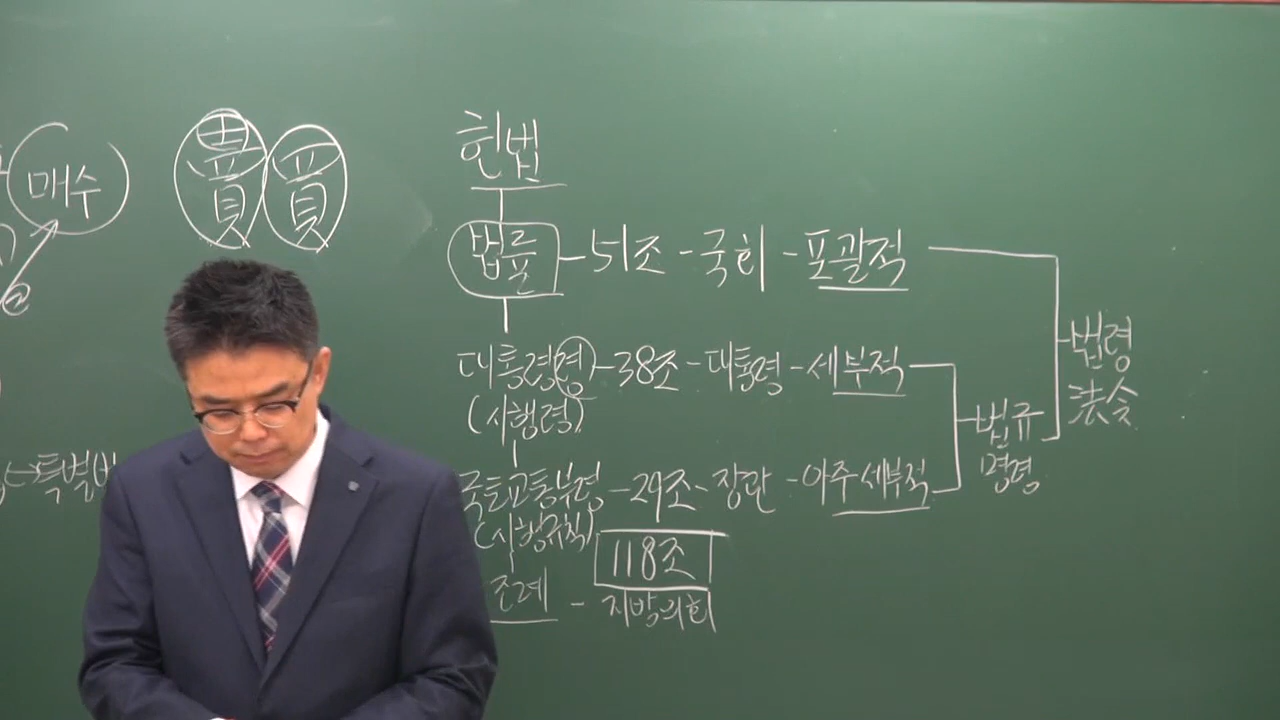 매수
賣 買
특별법
헌법
법률 - 51조 - 국회 - 포괄적
대통령령 - 38조 - 대통령 - 세부적
(시행령)
국토교통부령 - 29조 - 장관 - 아주 세부적
(시행규칙)
118조
조례 - 지방의회
법규
명령
법령
法令